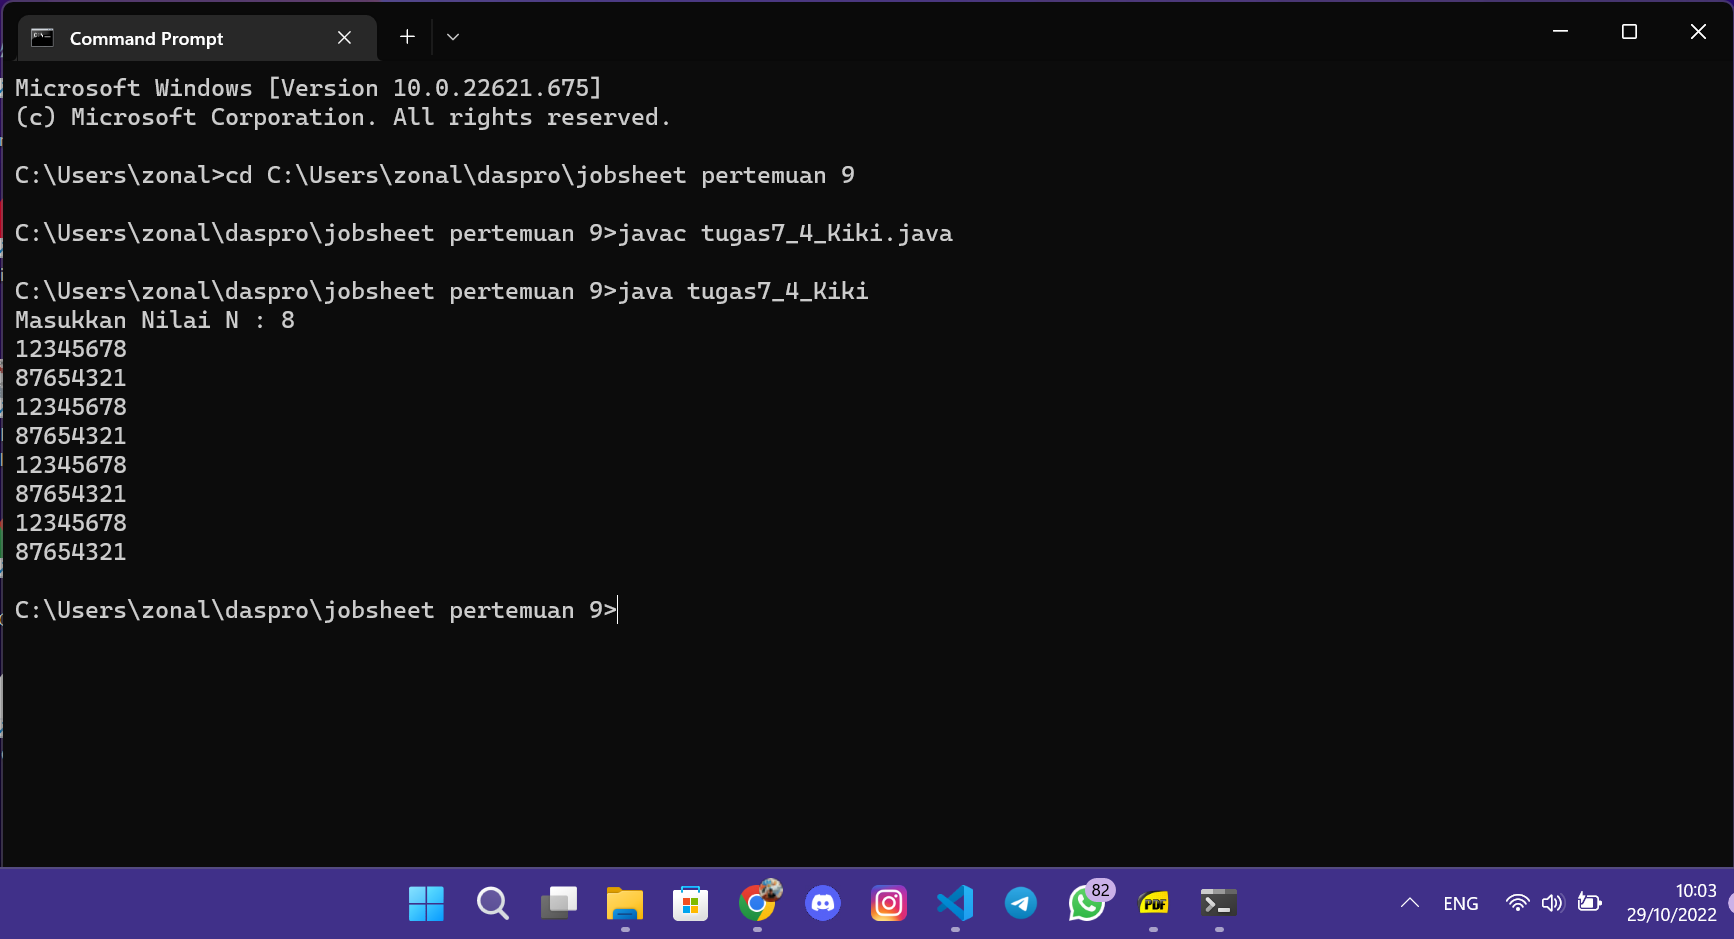 Command Prompt
Microsoft Windows [Version 10.0.22621.675]
(c) Microsoft Corporation. All rights reserved.
C:\Users\zonal>cd C:\Users\zonal\daspro\jobsheet pertemuan 9
C:\Users\zonal\daspro\jobsheet pertemuan 9>javac tugas7_4_Kiki.java
C:\Users\zonal\daspro\jobsheet pertemuan 9>java tugas7_4_Kiki
Masukkan Nilai N : 8
12345678
87654321
12345678
87654321
12345678
87654321
12345678
87654321
C:\Users\zonal\daspro\jobsheet pertemuan 9>
82
PDF
ENG
10:03
29/10/2022